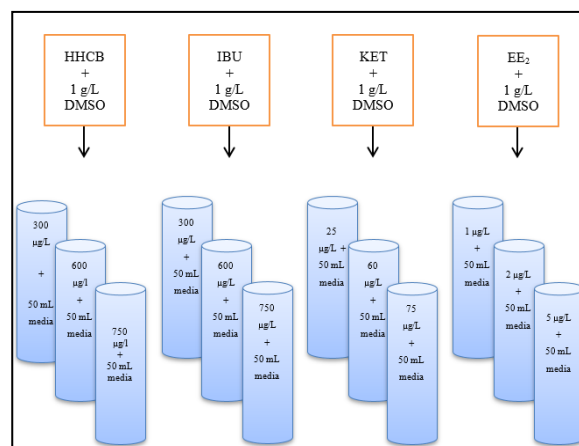 HHCB
+
1 g/L
DMSO
IBU
+
1 g/L
DMSO
KET
+
1 g/L
DMSO
EE₂
+
1 g/L
DMSO
300
µg/L
+
50 mL
media
600
µg/l
+ 50 mL
media
750
µg/l
+
50 mL
media
300
µg/L
+
50 mL
media
600
µg/L
+
50 mL
media
750
µg/L +
50 mL
media
25
µg/L +
50 mL
media
60
µg/L +
50 mL
media
75
µg/L +
50 mL
media
1 µg/L
+ 50 mL
media
2 µg/L
+ 50 mL
media
5 µg/L
+ 50 mL
media